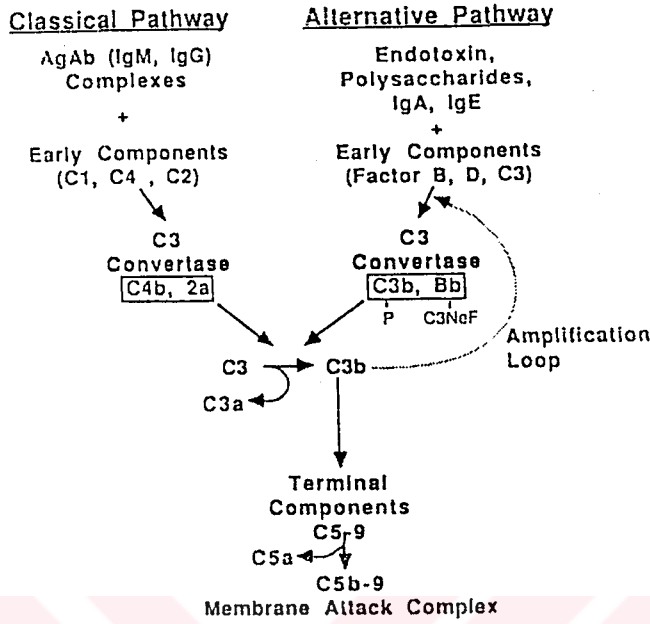 Classical Pathway
AgAb (IgM, IgG)
Complexes
+
Early Components
(C1, C4 , C2)
C3
Convertase
C4b, 2a
Alternative Pathway
Endotoxin,
Polysaccharides,
IgA, IgE
+
Early Components
(Factor B, D, C3)
C3
Convertase
C3b, Bb
P C3NeF
Amplification
Loop
C3 C3b
C3a
Terminal
Components
C5-9
C5a
C5b-9
Membrane Attack Complex